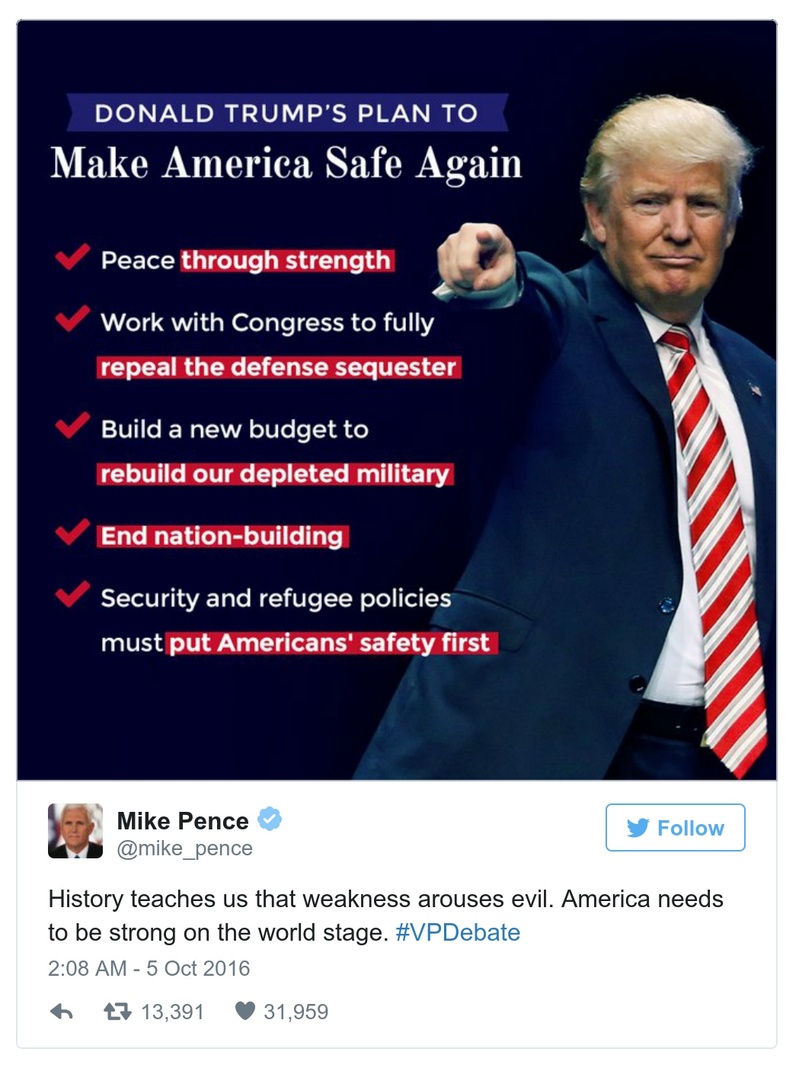 DONALD TRUMP'S PLAN TO
Make America Safe Again
Peace through strength
Work with Congress to fully
repeal the defense sequester
Build a new budget to
rebuild our depleted military
End nation-building
Security and refugee policies
must put Americans' safety first
Mike Pence
@mike_pence
Follow
History teaches us that weakness arouses evil. America needs
to be strong on the world stage. #VPDebate
2:08 AM - 5 Oct 2016
13,391 31,959